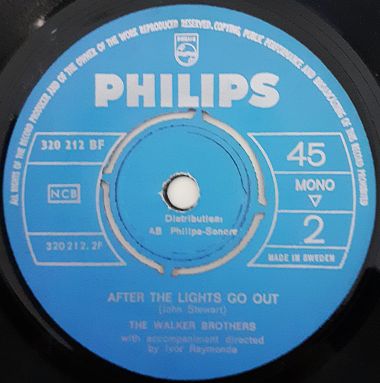 ALL RIGHTS OF THE RECORD PRODUCER AND OF THE OWNER OF THE WORK REPRODUCED RESERVED. COPYING, PUBLIC PERFORMANCE AND BROADCASTING OF THIS RECORD PROHIBITED
PHILIPS
PHILIPS
320 212 BF
45
NCB
MONO
Distribution:
AB Philips-Sonora
320 212.2F
2
MADE IN SWEDEN
AFTER THE LIGHTS GO OUT
(John Stewart)
THE WALKER BROTHERS
with accompaniment directed
by Ivor Raymonde